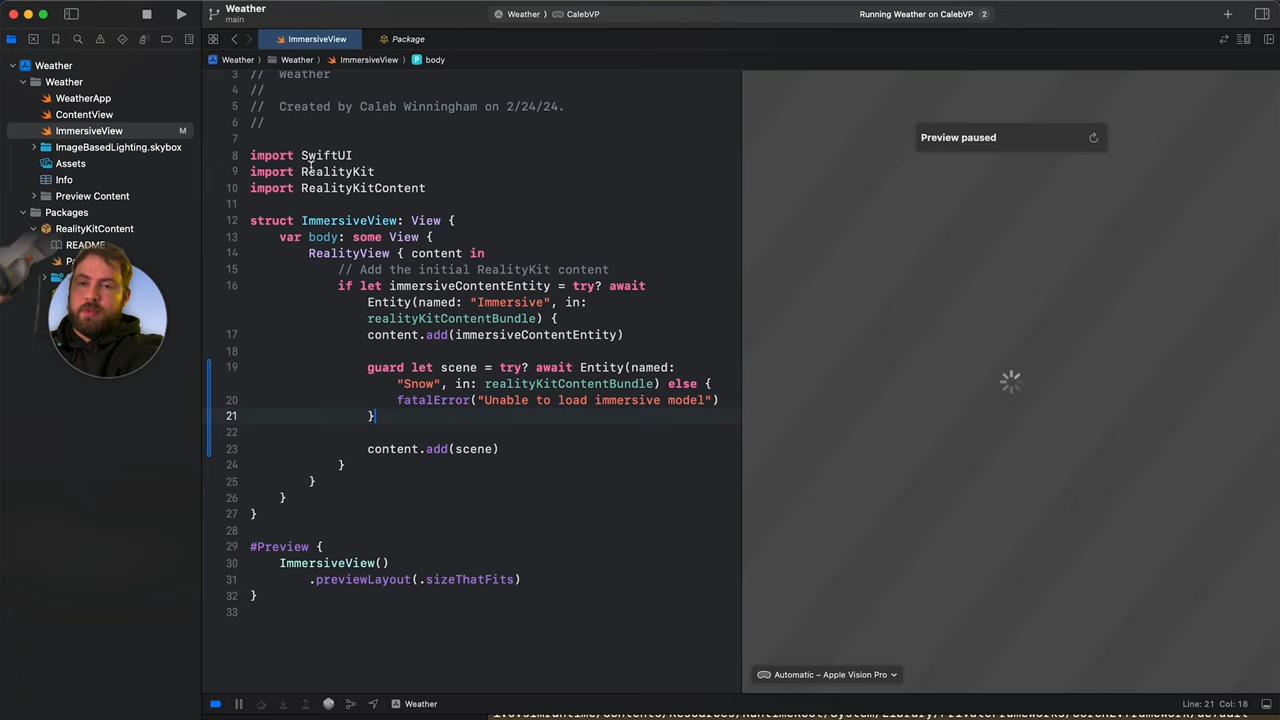 Weather
main
Weather
CalebVP
Running Weather on CalebVP
2
ImmersiveView
Package
Weather
Weather
ImmersiveView
body
Weather
Weather
WeatherApp
ContentView
ImmersiveView
M
ImageBasedLighting.skybox
Assets
Info
Preview Content
Packages
RealityKitContent
README
3 // Weather
4 //
5 // Created by Caleb Winningham on 2/24/24.
6 //
7
8 import SwiftUI
9 import RealityKit
10 import RealityKitContent
11
12 struct ImmersiveView: View {
13 var body: some View {
14 RealityView { content in
15 // Add the initial RealityKit content
16 if let immersiveContentEntity = try? await
Entity(named: "Immersive", in:
realityKitContentBundle) {
17 content.add(immersiveContentEntity)
18
19 guard let scene = try? await Entity(named:
"Snow", in: realityKitContentBundle) else {
20 fatalError("Unable to load immersive model")
21 }
22
23 content.add(scene)
24 }
25 }
26 }
27 }
28
29 #Preview {
30 ImmersiveView()
31 .previewLayout(.sizeThatFits)
32 }
33
Preview paused
Automatic – Apple Vision Pro
Weather
Line: 21 Col: 18